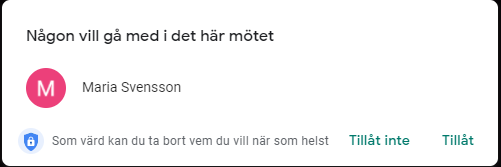 Någon vill gå med i det här mötet
M
Maria Svensson
Som värd kan du ta bort vem du vill när som helst Tillåt inte Tillåt